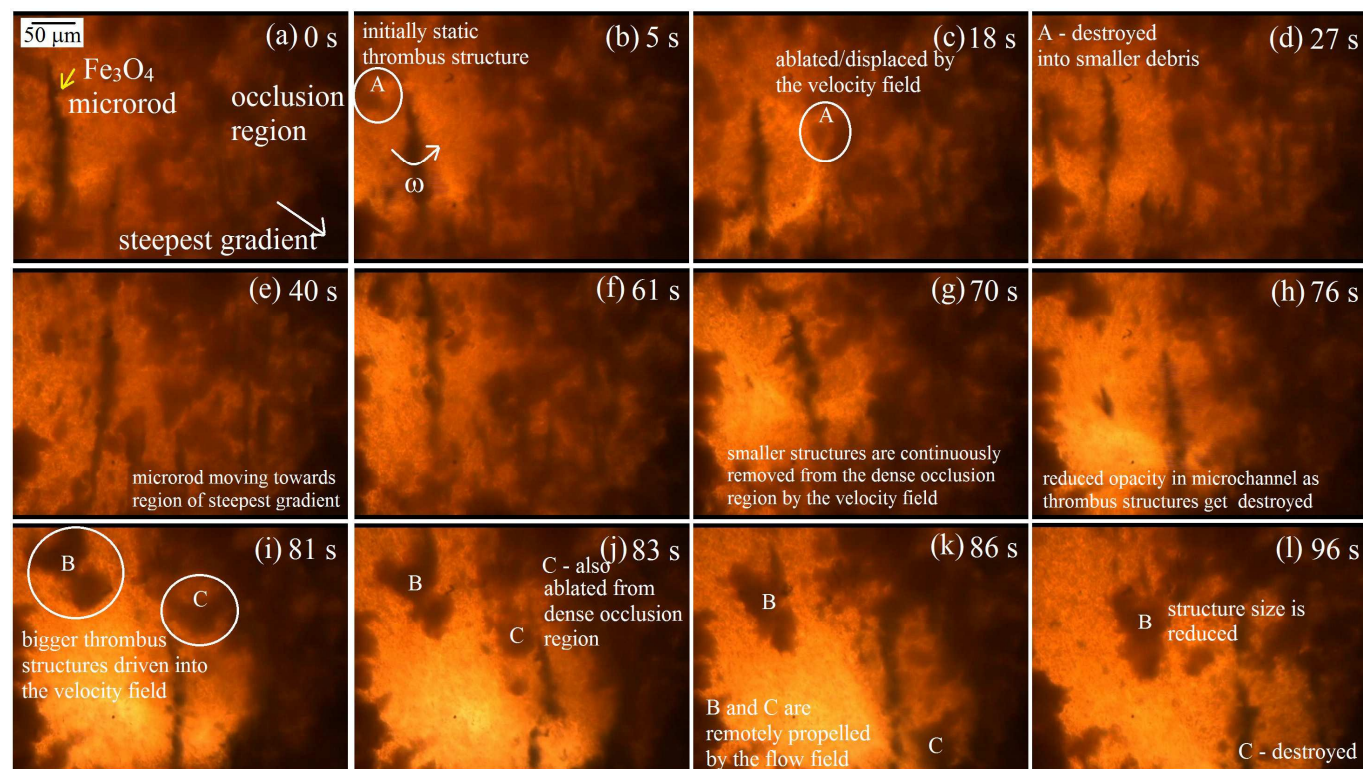 50 μm
(a) 0 s
Fe₃O₄
microrod
occlusion
region
steepest gradient
initially static
thrombus structure
(b) 5 s
A
ω
(c) 18 s
ablated/displaced by
the velocity field
A
A - destroyed
into smaller debris
(d) 27 s
(e) 40 s
microrod moving towards
region of steepest gradient
(f) 61 s
(g) 70 s
smaller structures are continuously
removed from the dense occlusion
region by the velocity field
(h) 76 s
reduced opacity in microchannel as
thrombus structures get destroyed
(i) 81 s
B
C
bigger thrombus
structures driven into
the velocity field
(j) 83 s
C - also
ablated from
dense occlusion
region
B
C
(k) 86 s
B
B and C are
remotely propelled
by the flow field
C
(l) 96 s
B
structure size is
reduced
C - destroyed